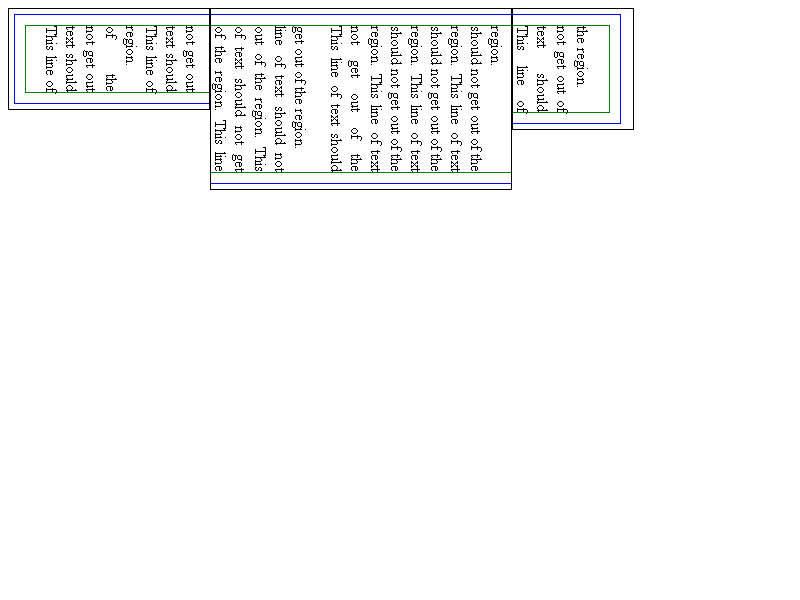 This line of
text should
not get out
of the
region.
This line of
text should
not get out
of the region. This line
of text should not get
out of the region. This
line of text should not
get out of the region.
This line of text should
not get out of the
region. This line of text
should not get out of the
region. This line of text
should not get out of the
region. This line of text
should not get out of the
region.
This line of
text should
not get out of
the region.